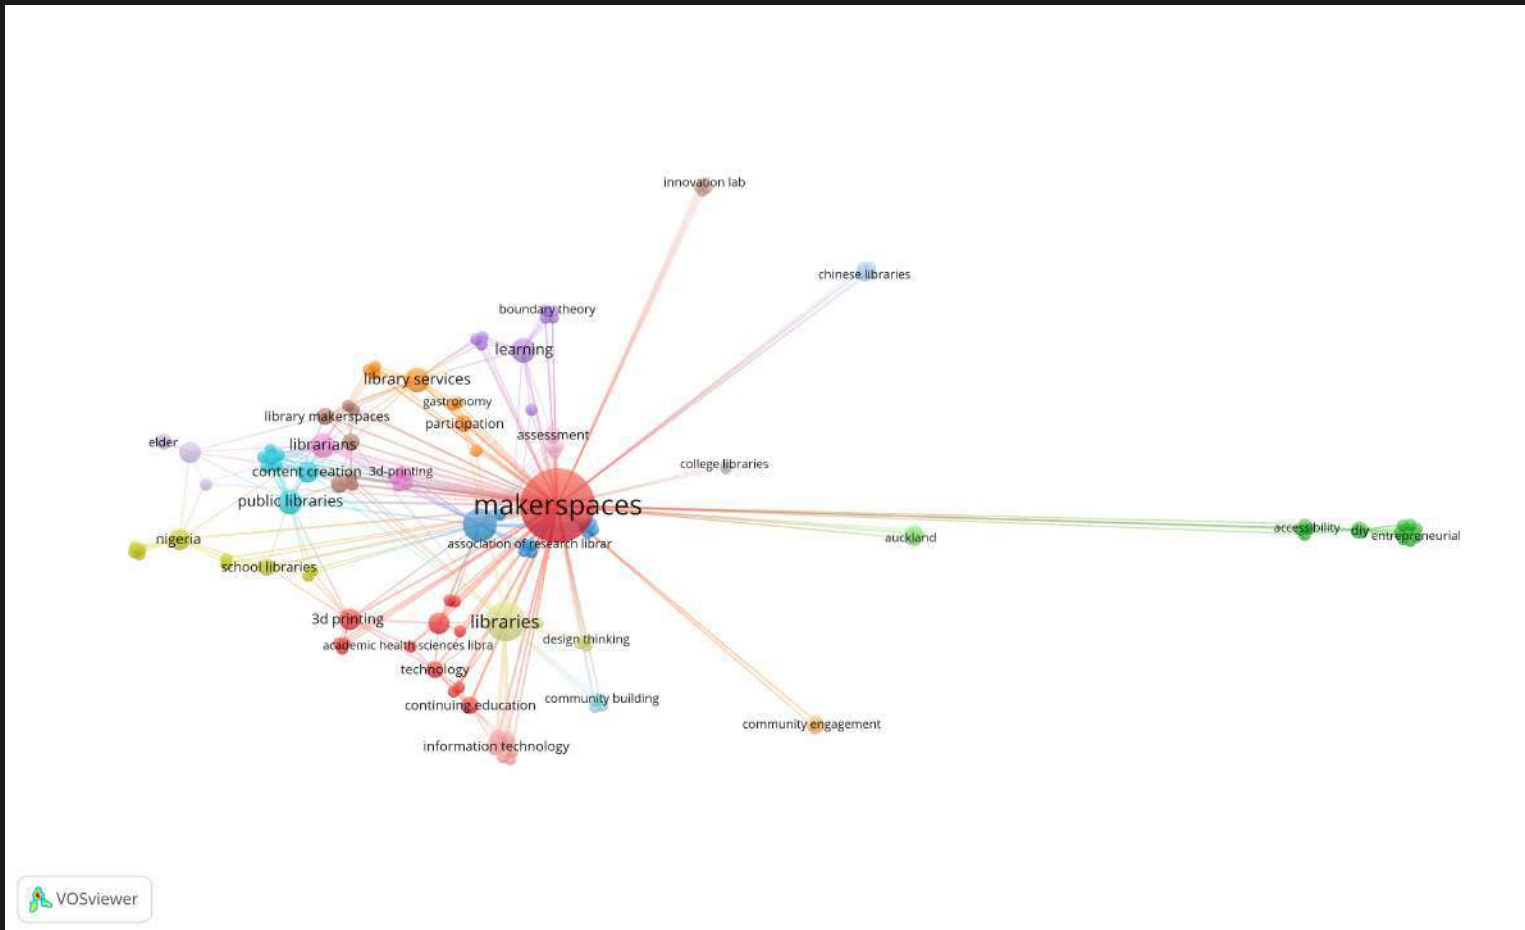 innovation lab
chinese libraries
boundary theory
learning
library services
gastronomy
library makerspaces
participation
assessment
elder
librarians
college libraries
content creation
3d-printing
public libraries
makerspaces
accessibility
diy
entrepreneurial
nigeria
association of research librar
auckland
school libraries
3d printing
libraries
design thinking
academic health sciences libra
technology
continuing education
community building
community engagement
information technology
VOSviewer